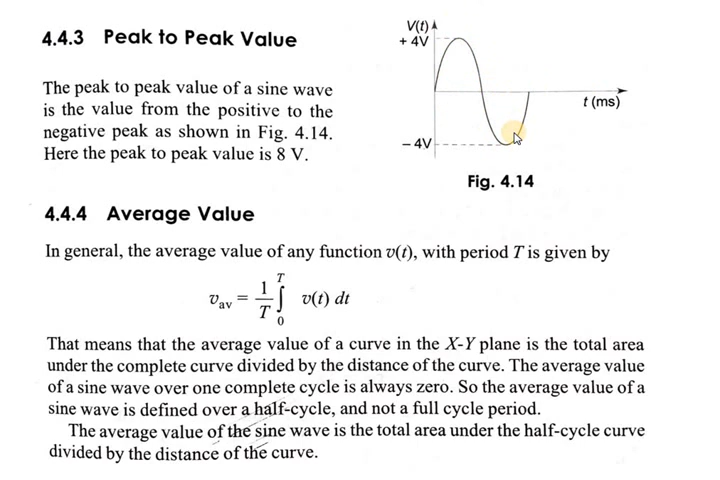 4.4.3 Peak to Peak Value
The peak to peak value of a sine wave
is the value from the positive to the
negative peak as shown in Fig. 4.14.
Here the peak to peak value is 8 V.
V(t)
+ 4V
t (ms)
– 4V
Fig. 4.14
4.4.4 Average Value
In general, the average value of any function v(t), with period T is given by
v_av = 1/T ∫₀ᵀ v(t) dt
That means that the average value of a curve in the X-Y plane is the total area
under the complete curve divided by the distance of the curve. The average value
of a sine wave over one complete cycle is always zero. So the average value of a
sine wave is defined over a half-cycle, and not a full cycle period.
The average value of the sine wave is the total area under the half-cycle curve
divided by the distance of the curve.